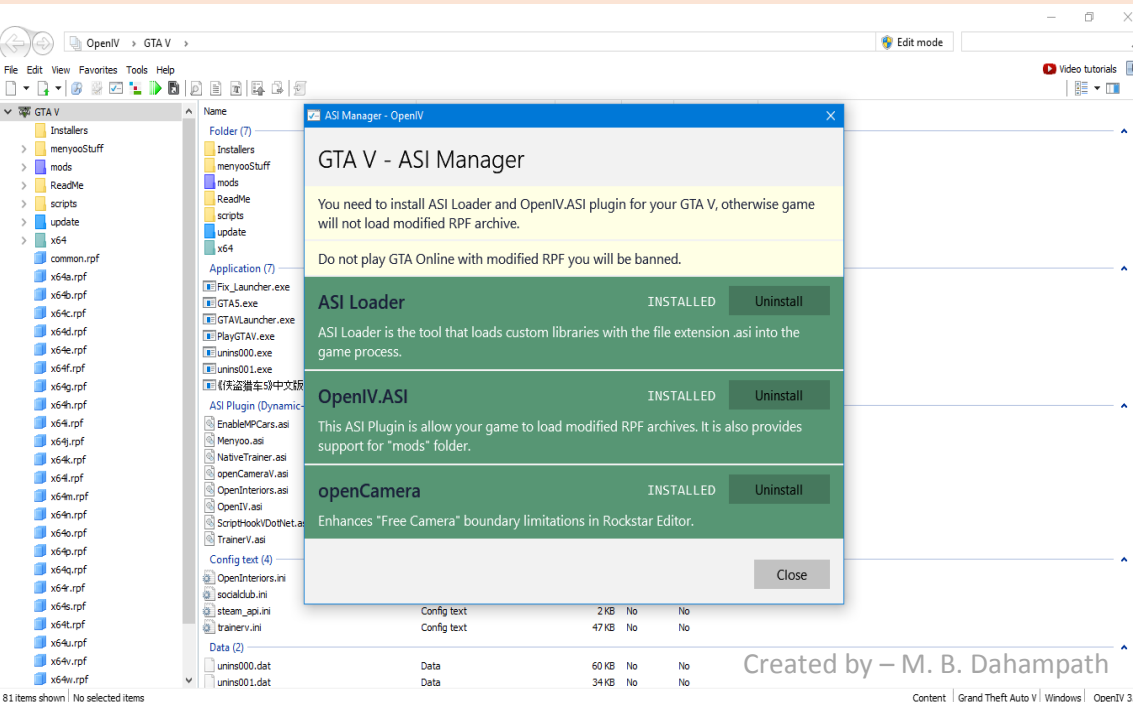 OpenIV › GTA V ›
Edit mode
File Edit View Favorites Tools Help
Video tutorials
GTA V
Installers
menyooStuff
mods
ReadMe
scripts
update
x64
common.rpf
x64a.rpf
x64b.rpf
x64c.rpf
x64d.rpf
x64e.rpf
x64f.rpf
x64g.rpf
x64h.rpf
x64i.rpf
x64j.rpf
x64k.rpf
x64l.rpf
x64m.rpf
x64n.rpf
x64o.rpf
x64p.rpf
x64q.rpf
x64r.rpf
x64s.rpf
x64t.rpf
x64u.rpf
x64v.rpf
x64w.rpf
Name
Folder (7)
Installers
menyooStuff
mods
ReadMe
scripts
update
x64
Application (7)
Fix_Launcher.exe
GTA5.exe
GTAVLauncher.exe
PlayGTAV.exe
unins000.exe
unins001.exe
《侠盗猎车5》中文版
ASI Plugin (Dynamic-
EnableMPCars.asi
Menyoo.asi
NativeTrainer.asi
openCameraV.asi
OpenInteriors.asi
OpenIV.asi
ScriptHookVDotNet.as
TrainerV.asi
Config text (4)
OpenInteriors.ini
socialclub.ini
steam_api.ini Config text 2 KB No No
trainerv.ini Config text 47 KB No No
Data (2)
unins000.dat Data 60 KB No No
unins001.dat Data 34 KB No No
ASI Manager - OpenIV
GTA V - ASI Manager
You need to install ASI Loader and OpenIV.ASI plugin for your GTA V, otherwise game
will not load modified RPF archive.
Do not play GTA Online with modified RPF you will be banned.
ASI Loader INSTALLED Uninstall
ASI Loader is the tool that loads custom libraries with the file extension .asi into the
game process.
OpenIV.ASI INSTALLED Uninstall
This ASI Plugin is allow your game to load modified RPF archives. It is also provides
support for "mods" folder.
openCamera INSTALLED Uninstall
Enhances "Free Camera" boundary limitations in Rockstar Editor.
Close
Created by – M. B. Dahampath
81 items shown No selected items
Content Grand Theft Auto V Windows OpenIV 3.